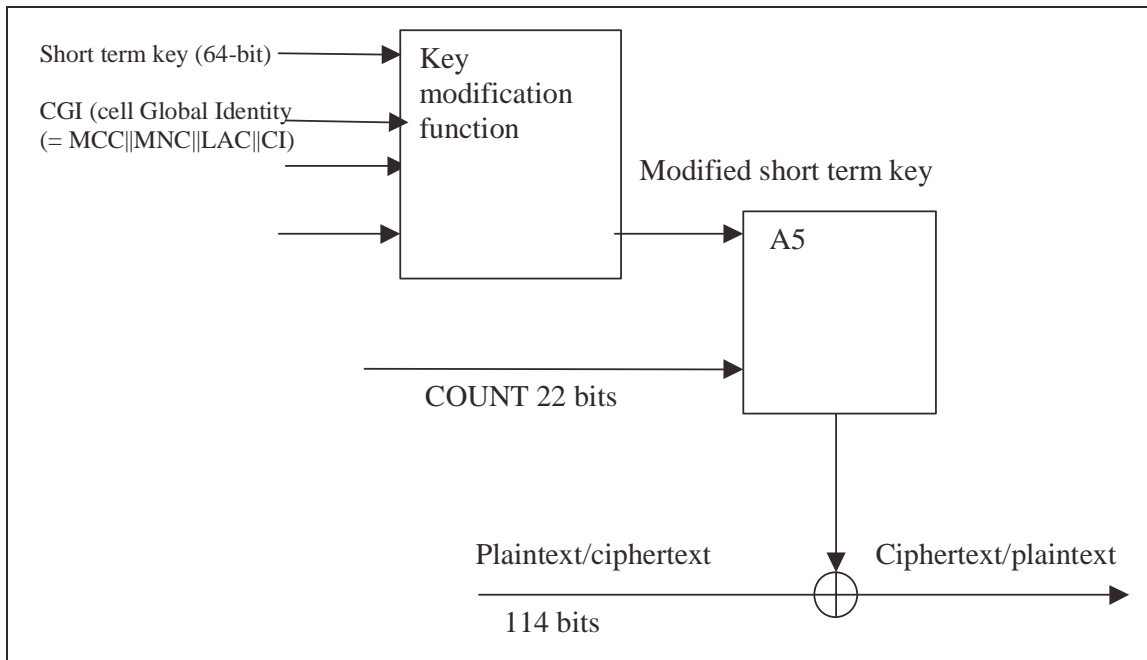 Short term key (64-bit)
CGI (cell Global Identity
(= MCC||MNC||LAC||CI)
Key
modification
function
Modified short term key
A5
COUNT 22 bits
Plaintext/ciphertext
Ciphertext/plaintext
114 bits